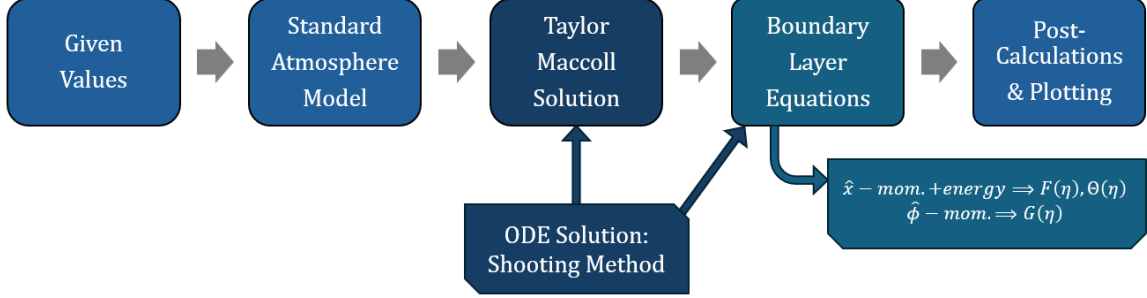 Given
Values
Standard
Atmosphere
Model
Taylor
Maccoll
Solution
Boundary
Layer
Equations
Post-
Calculations
& Plotting
ODE Solution:
Shooting Method
x̂ − mom. +energy ⟹ F(η), Θ(η)
ϕ̂ − mom. ⟹ G(η)